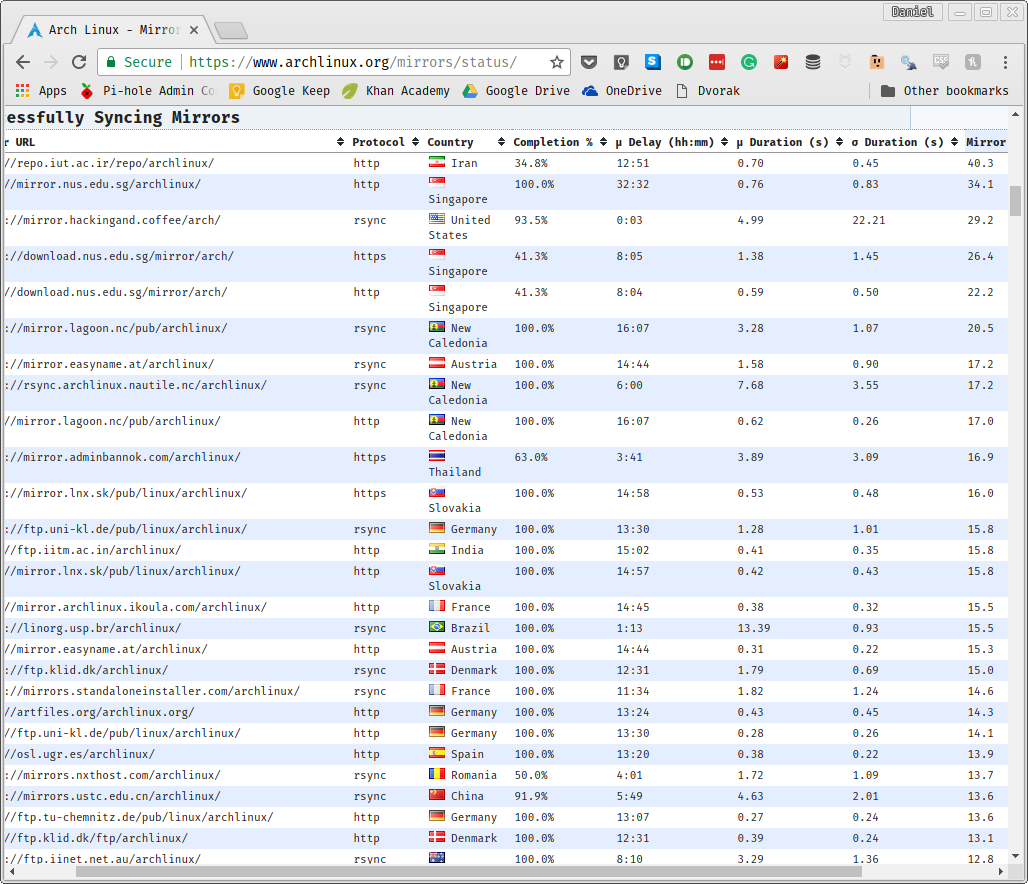 Daniel
Arch Linux - Mirror
Secure https://www.archlinux.org/mirrors/status/
Apps Pi-hole Admin Co Google Keep Khan Academy Google Drive OneDrive Dvorak Other bookmarks
essfully Syncing Mirrors
r URL Protocol Country Completion % μ Delay (hh:mm) μ Duration (s) σ Duration (s) Mirror
//repo.iut.ac.ir/repo/archlinux/ http Iran 34.8% 12:51 0.70 0.45 40.3
//mirror.nus.edu.sg/archlinux/ http Singapore 100.0% 32:32 0.76 0.83 34.1
://mirror.hackingand.coffee/arch/ rsync United States 93.5% 0:03 4.99 22.21 29.2
://download.nus.edu.sg/mirror/arch/ https Singapore 41.3% 8:05 1.38 1.45 26.4
//download.nus.edu.sg/mirror/arch/ http Singapore 41.3% 8:04 0.59 0.50 22.2
://mirror.lagoon.nc/pub/archlinux/ rsync New Caledonia 100.0% 16:07 3.28 1.07 20.5
://mirror.easyname.at/archlinux/ rsync Austria 100.0% 14:44 1.58 0.90 17.2
://rsync.archlinux.nautile.nc/archlinux/ rsync New Caledonia 100.0% 6:00 7.68 3.55 17.2
//mirror.lagoon.nc/pub/archlinux/ http New Caledonia 100.0% 16:07 0.62 0.26 17.0
://mirror.adminbannok.com/archlinux/ https Thailand 63.0% 3:41 3.89 3.09 16.9
://mirror.lnx.sk/pub/linux/archlinux/ https Slovakia 100.0% 14:58 0.53 0.48 16.0
://ftp.uni-kl.de/pub/linux/archlinux/ rsync Germany 100.0% 13:30 1.28 1.01 15.8
//ftp.iitm.ac.in/archlinux/ http India 100.0% 15:02 0.41 0.35 15.8
//mirror.lnx.sk/pub/linux/archlinux/ http Slovakia 100.0% 14:57 0.42 0.43 15.8
//mirror.archlinux.ikoula.com/archlinux/ http France 100.0% 14:45 0.38 0.32 15.5
://linorg.usp.br/archlinux/ rsync Brazil 100.0% 1:13 13.39 0.93 15.5
//mirror.easyname.at/archlinux/ http Austria 100.0% 14:44 0.31 0.22 15.3
://ftp.klid.dk/archlinux/ rsync Denmark 100.0% 12:31 1.79 0.69 15.0
://mirrors.standaloneinstaller.com/archlinux/ rsync France 100.0% 11:34 1.82 1.24 14.6
//artfiles.org/archlinux.org/ http Germany 100.0% 13:24 0.43 0.45 14.3
//ftp.uni-kl.de/pub/linux/archlinux/ http Germany 100.0% 13:30 0.28 0.26 14.1
//osl.ugr.es/archlinux/ http Spain 100.0% 13:20 0.38 0.22 13.9
://mirrors.nxthost.com/archlinux/ rsync Romania 50.0% 4:01 1.72 1.09 13.7
://mirrors.ustc.edu.cn/archlinux/ rsync China 91.9% 5:49 4.63 2.01 13.6
//ftp.tu-chemnitz.de/pub/linux/archlinux/ http Germany 100.0% 13:07 0.27 0.24 13.6
//ftp.klid.dk/ftp/archlinux/ http Denmark 100.0% 12:31 0.39 0.24 13.1
://ftp.iinet.net.au/archlinux/ rsync 100.0% 8:10 3.29 1.36 12.8